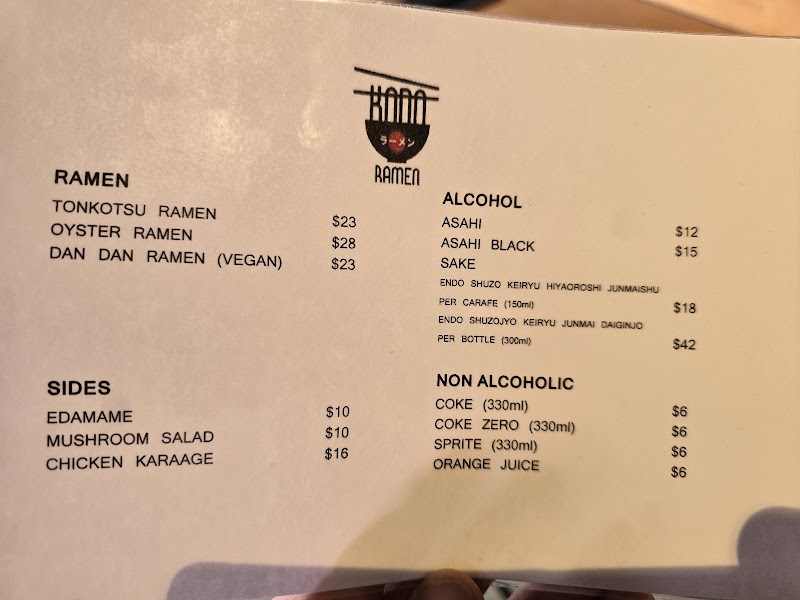 KODO
ラーメン
RAMEN
RAMEN
TONKOTSU RAMEN $23
OYSTER RAMEN $28
DAN DAN RAMEN (VEGAN) $23
SIDES
EDAMAME $10
MUSHROOM SALAD $10
CHICKEN KARAAGE $16
ALCOHOL
ASAHI $12
ASAHI BLACK $15
SAKE
ENDO SHUZO KEIRYU HIYAOROSHI JUNMAISHU
PER CARAFE (150ml) $18
ENDO SHUZOJYO KEIRYU JUNMAI DAIGINJO
PER BOTTLE (300ml) $42
NON ALCOHOLIC
COKE (330ml) $6
COKE ZERO (330ml) $6
SPRITE (330ml) $6
ORANGE JUICE $6